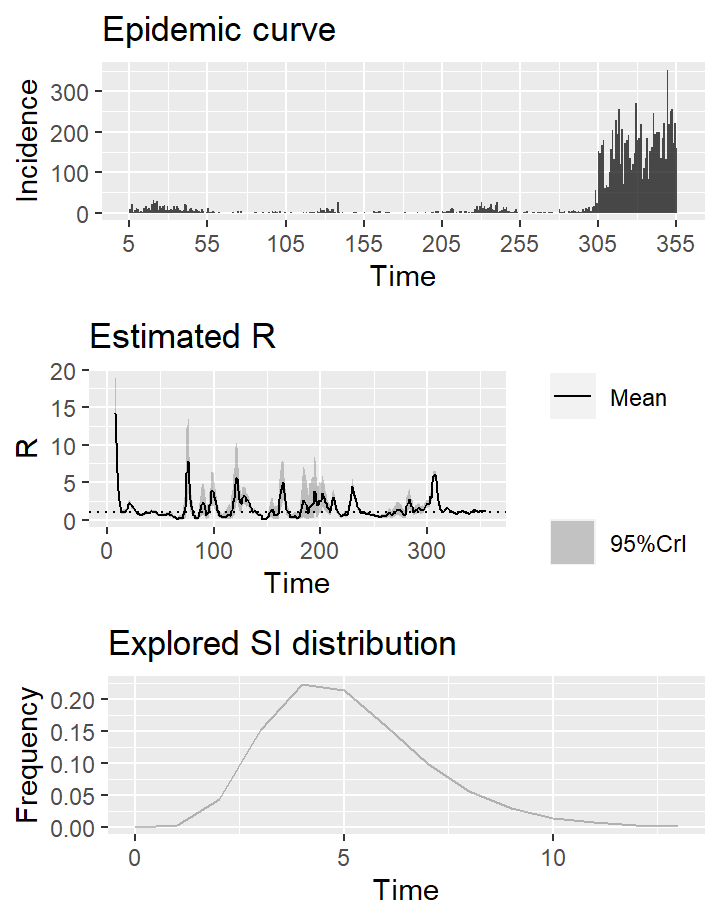 Epidemic curve
300
200
100
0
Incidence
5 55 105 155 205 255 305 355
Time
Estimated R
20
15
10
5
0
R
0 100 200 300
Time
Mean
95%CrI
Explored SI distribution
0.20
0.15
0.10
0.05
0.00
Frequency
0 5 10
Time